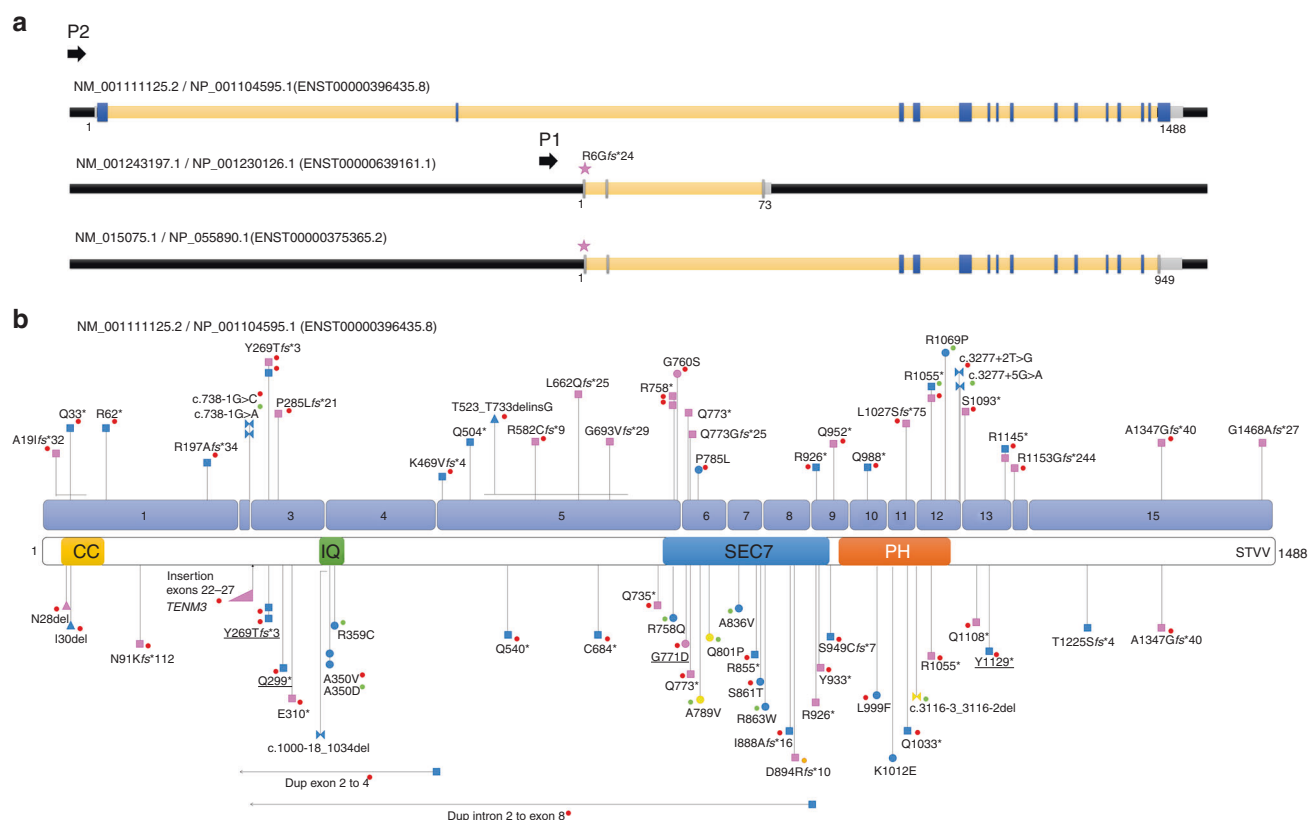 a
P2
NM_001111125.2 / NP_001104595.1(ENST00000396435.8)
1
1488
P1
NM_001243197.1 / NP_001230126.1 (ENST00000639161.1)
R6Gfs*24
1
73
NM_015075.1 / NP_055890.1(ENST00000375365.2)
1
949
b
NM_001111125.2 / NP_001104595.1 (ENST00000396435.8)
Y269Tfs*3
R1069P
G760S
c.3277+2T>G
c.738-1G>C
L662Qfs*25
R1055*
c.3277+5G>A
R758*
c.738-1G>A
P285Lfs*21
T523_T733delinsG
Q773*
L1027Sfs*75
S1093*
Q33*
R62*
A19Ifs*32
R197Afs*34
Q504*
R582Cfs*9
G693Vfs*29
Q773Gfs*25
Q952*
R1145*
A1347Gfs*40
G1468Afs*27
K469Vfs*4
P785L
R926*
Q988*
R1153Gfs*244
1
3
4
5
6
7
8
9
10
11
12
13
15
1
CC
IQ
SEC7
PH
STVV
1488
Insertion
exons 22–27
TENM3
N28del
I30del
N91Kfs*112
Y269Tfs*3
Q299*
E310*
R359C
A350V
A350D
c.1000-18_1034del
Q540*
C684*
Q735*
R758Q
G771D
Q773*
A789V
Q801P
A836V
R855*
S861T
R863W
I888Afs*16
D894Rfs*10
R926*
Y933*
S949Cfs*7
L999F
K1012E
Q1033*
c.3116-3_3116-2del
R1055*
Q1108*
Y1129*
T1225Sfs*4
A1347Gfs*40
Dup exon 2 to 4
Dup intron 2 to exon 8